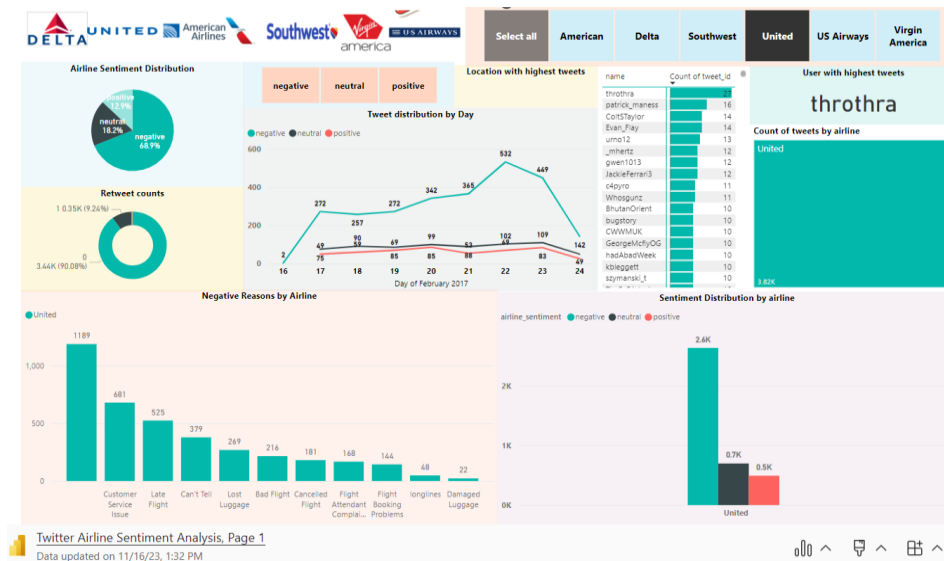 DELTA
UNITED
American
Airlines
Southwest
Virgin
america
US AIRWAYS
Select all
American
Delta
Southwest
United
US Airways
Virgin
America
Airline Sentiment Distribution
positive
12.9%
neutral
18.2%
negative
68.9%
negative
neutral
positive
Location with highest tweets
name Count of tweet_id
throthra 27
patrick_maness 16
ColtSTaylor 14
Evan_Flay 14
urno12 13
_mhertz 12
gwen1013 12
JackieFerrari3 12
c4pyro 11
Whosgunz 11
BhutanOrient 10
bugstory 10
CWWMUK 10
GeorgeMcflyOG 10
hadAbadWeek 10
kbieggett 10
szymanski_t 10
User with highest tweets
throthra
Count of tweets by airline
United
3.82K
Tweet distribution by Day
negative neutral positive
600
400
200
0
2
272
257
272
342
365
532
449
142
49
90
69
99
53
102
109
75
59
85
85
88
69
83
49
16 17 18 19 20 21 22 23 24
Day of February 2017
Retweet counts
1 0.35K (9.24%)
0
3.44K (90.08%)
Negative Reasons by Airline
United
1,000
500
0
1189
681
525
379
269
216
181
168
144
48
22
Customer
Service
Issue
Late
Flight
Can't Tell
Lost
Luggage
Bad Flight
Cancelled
Flight
Flight
Attendant
Complai...
Flight
Booking
Problems
longlines
Damaged
Luggage
Sentiment Distribution by airline
airline_sentiment negative neutral positive
2K
1K
0K
2.6K
0.7K
0.5K
United
Twitter Airline Sentiment Analysis, Page 1
Data updated on 11/16/23, 1:32 PM